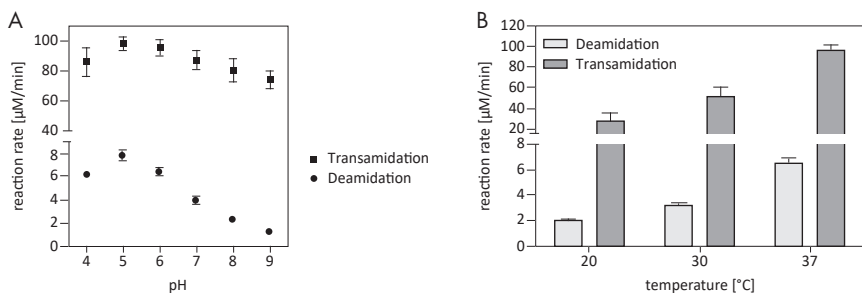 A
reaction rate [µM/min]
100
80
60
40
8
6
4
2
0
4 5 6 7 8 9
pH
Transamidation
Deamidation
B
reaction rate [µM/min]
120
100
80
60
40
20
8
6
4
2
0
Deamidation
Transamidation
20 30 37
temperature [°C]